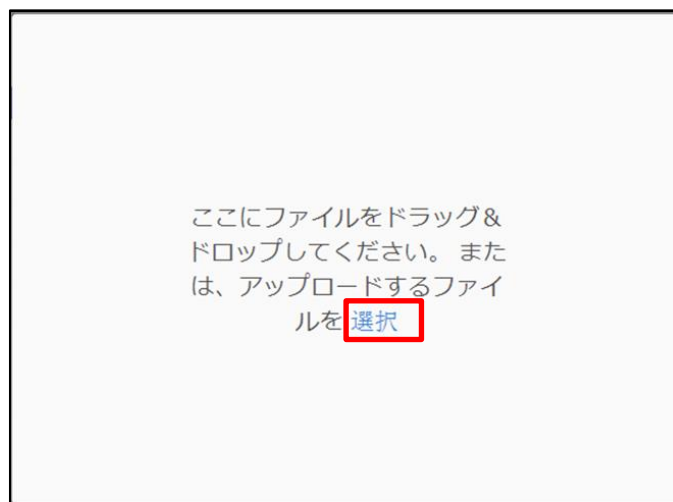 ここにファイルをドラッグ＆
ドロップしてください。 また
は、アップロードするファイ
ルを 選択